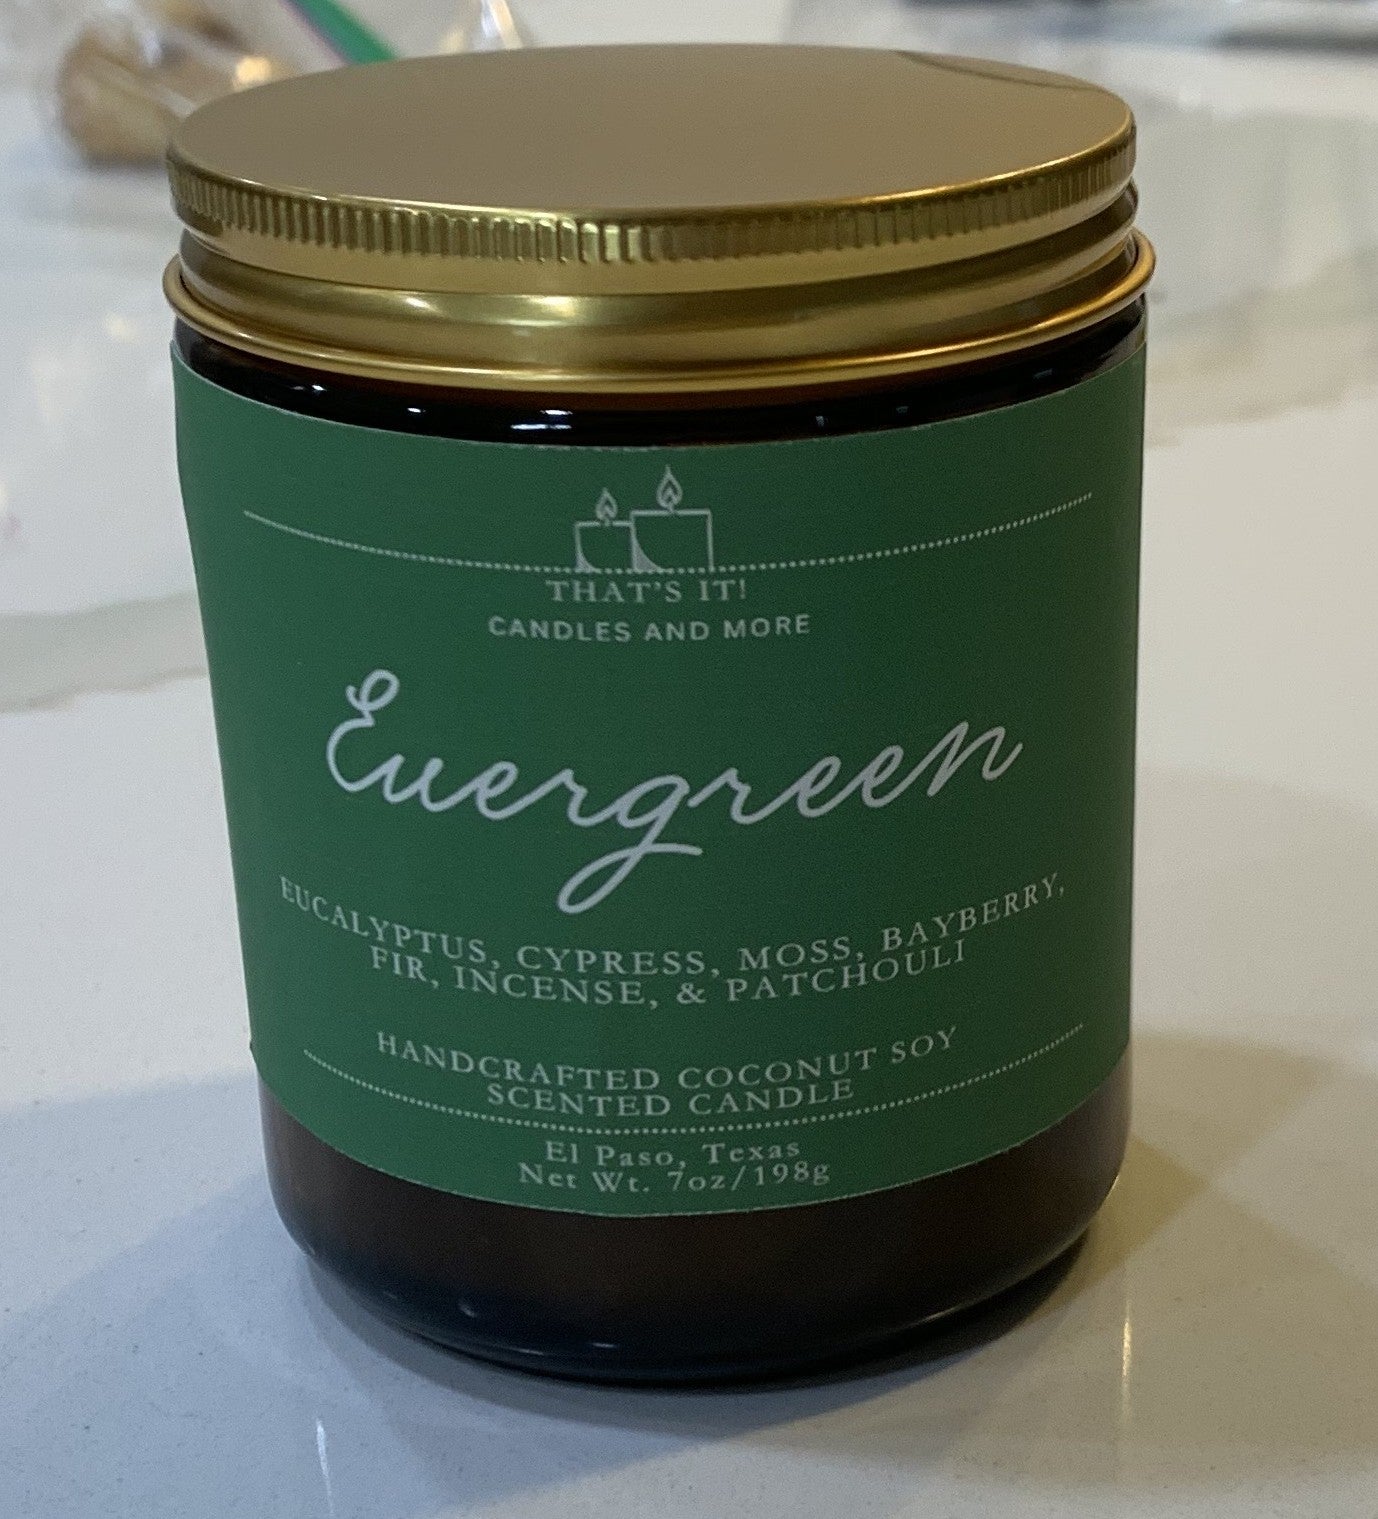 THAT'S IT!
CANDLES AND MORE
Evergreen
EUCALYPTUS, CYPRESS, MOSS, BAYBERRY,
FIR, INCENSE, & PATCHOULI
HANDCRAFTED COCONUT SOY
SCENTED CANDLE
El Paso, Texas
Net Wt. 7oz/198g